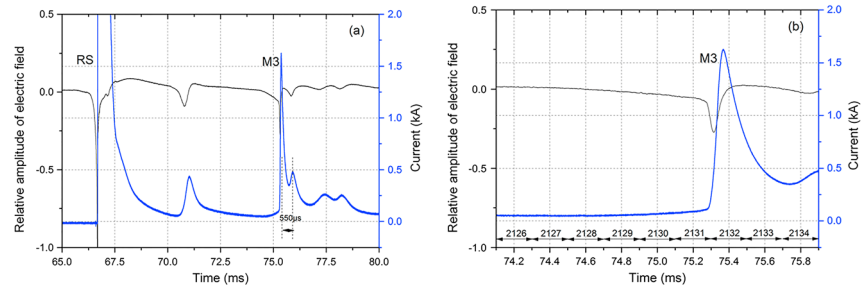 (a)
RS
M3
550μs
Relative amplitude of electric field
0.5
0.0
-0.5
-1.0
65.0 67.5 70.0 72.5 75.0 77.5 80.0
Time (ms)
2.0
1.5
1.0
0.5
0.0
Current (kA)
(b)
M3
Relative amplitude of electric field
0.5
0.0
-0.5
-1.0
2126 2127 2128 2129 2130 2131 2132 2133 2134
74.2 74.4 74.6 74.8 75.0 75.2 75.4 75.6 75.8
Time (ms)
2.0
1.5
1.0
0.5
0.0
Current (kA)